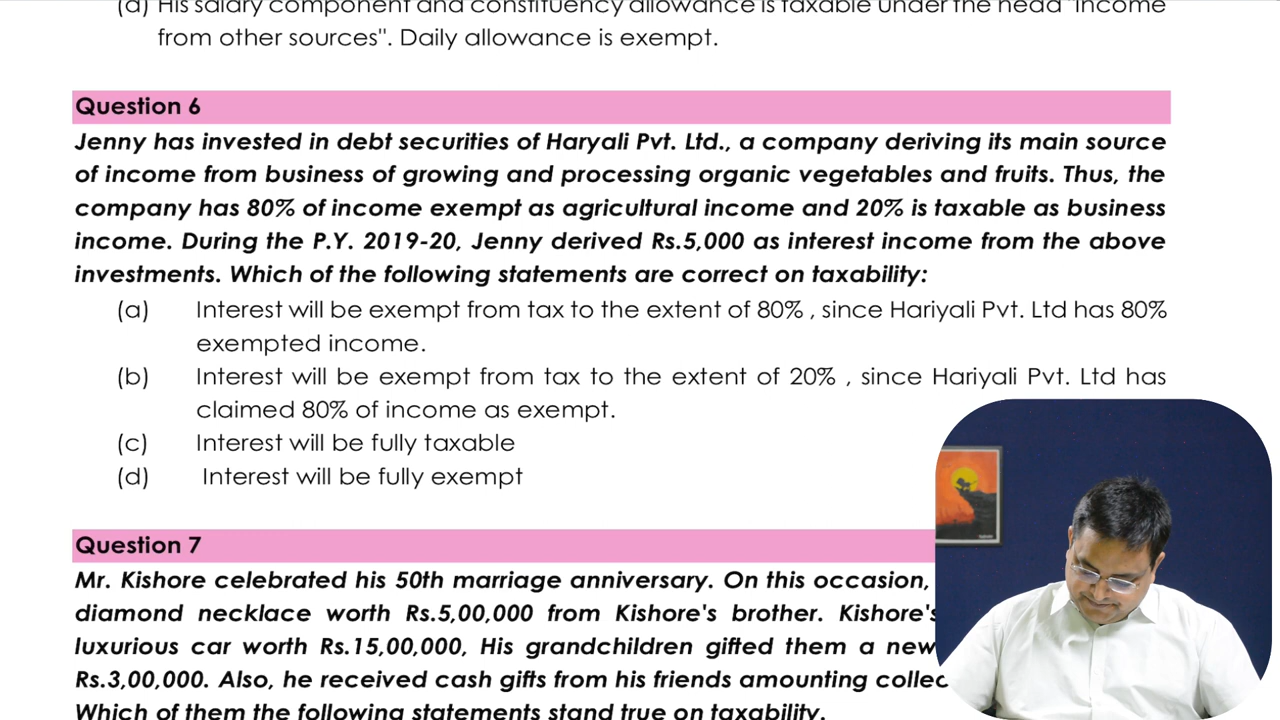 (d) His salary component and constituency allowance is taxable under the head "Income
from other sources". Daily allowance is exempt.
Question 6
Jenny has invested in debt securities of Haryali Pvt. Ltd., a company deriving its main source
of income from business of growing and processing organic vegetables and fruits. Thus, the
company has 80% of income exempt as agricultural income and 20% is taxable as business
income. During the P.Y. 2019-20, Jenny derived Rs.5,000 as interest income from the above
investments. Which of the following statements are correct on taxability:
(a) Interest will be exempt from tax to the extent of 80% , since Hariyali Pvt. Ltd has 80%
exempted income.
(b) Interest will be exempt from tax to the extent of 20% , since Hariyali Pvt. Ltd has
claimed 80% of income as exempt.
(c) Interest will be fully taxable
(d) Interest will be fully exempt
Question 7
Mr. Kishore celebrated his 50th marriage anniversary. On this occasion,
diamond necklace worth Rs.5,00,000 from Kishore's brother. Kishore's
luxurious car worth Rs.15,00,000, His grandchildren gifted them a new
Rs.3,00,000. Also, he received cash gifts from his friends amounting
Which of them the following statements stand true on taxability.